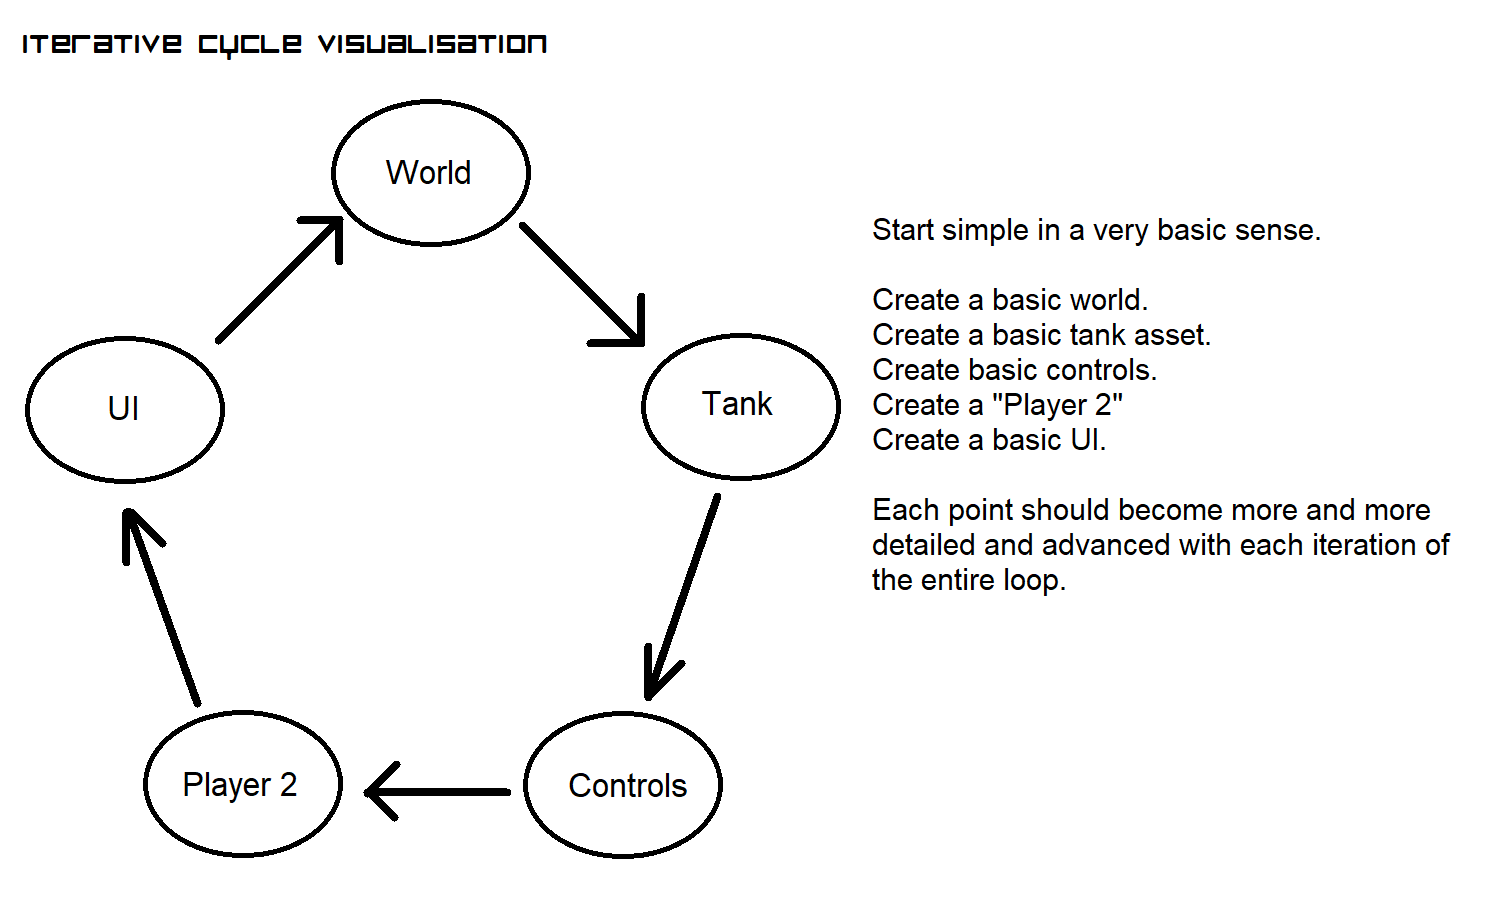 ITERATIVE CYCLE VISUALISATION
World
Tank
Controls
Player 2
UI
Start simple in a very basic sense.
Create a basic world.
Create a basic tank asset.
Create basic controls.
Create a "Player 2"
Create a basic UI.
Each point should become more and more
detailed and advanced with each iteration of
the entire loop.